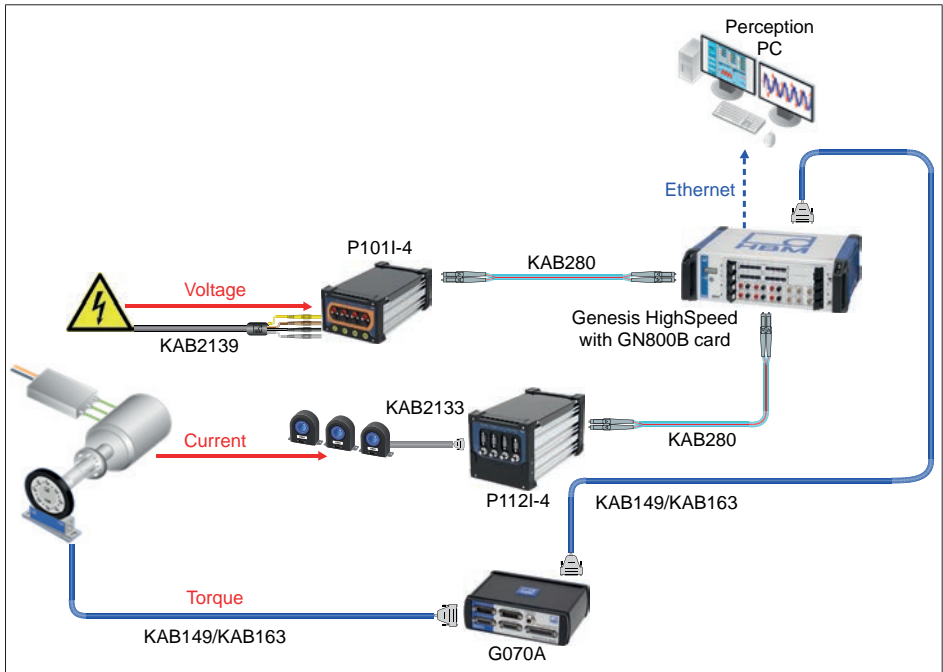 Perception
PC
Ethernet
P101I-4
KAB280
HBM
Voltage
KAB2139
Genesis HighSpeed
with GN800B card
KAB2133
Current
KAB280
P112I-4
KAB149/KAB163
Torque
KAB149/KAB163
G070A